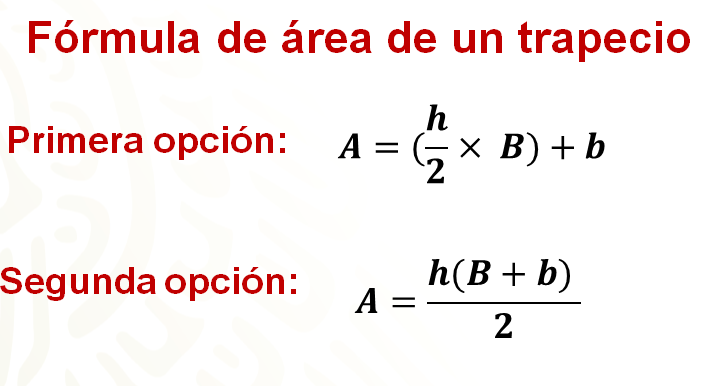 Fórmula de área de un trapecio
Primera opción: A = (h/2 × B) + b
Segunda opción: A = h(B + b)/2